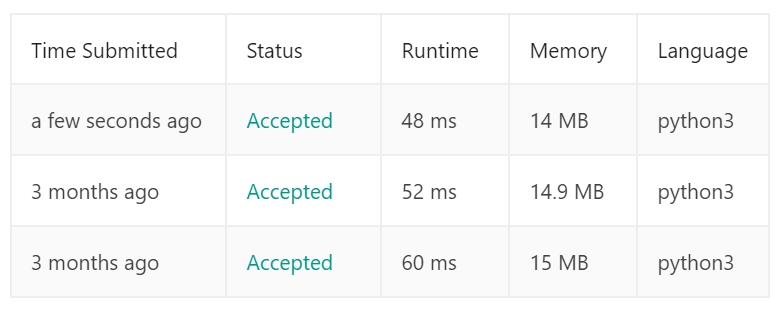 Time Submitted Status Runtime Memory Language
a few seconds ago Accepted 48 ms 14 MB python3
3 months ago Accepted 52 ms 14.9 MB python3
3 months ago Accepted 60 ms 15 MB python3